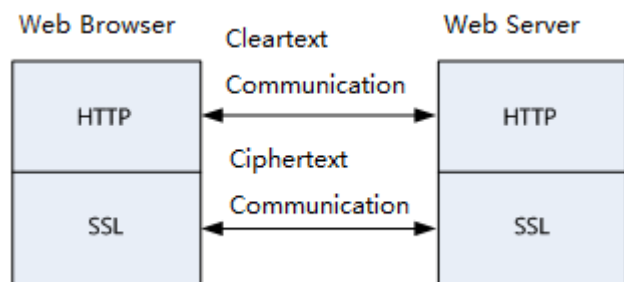 Web Browser
Web Server
Cleartext
Communication
HTTP
HTTP
Ciphertext
Communication
SSL
SSL